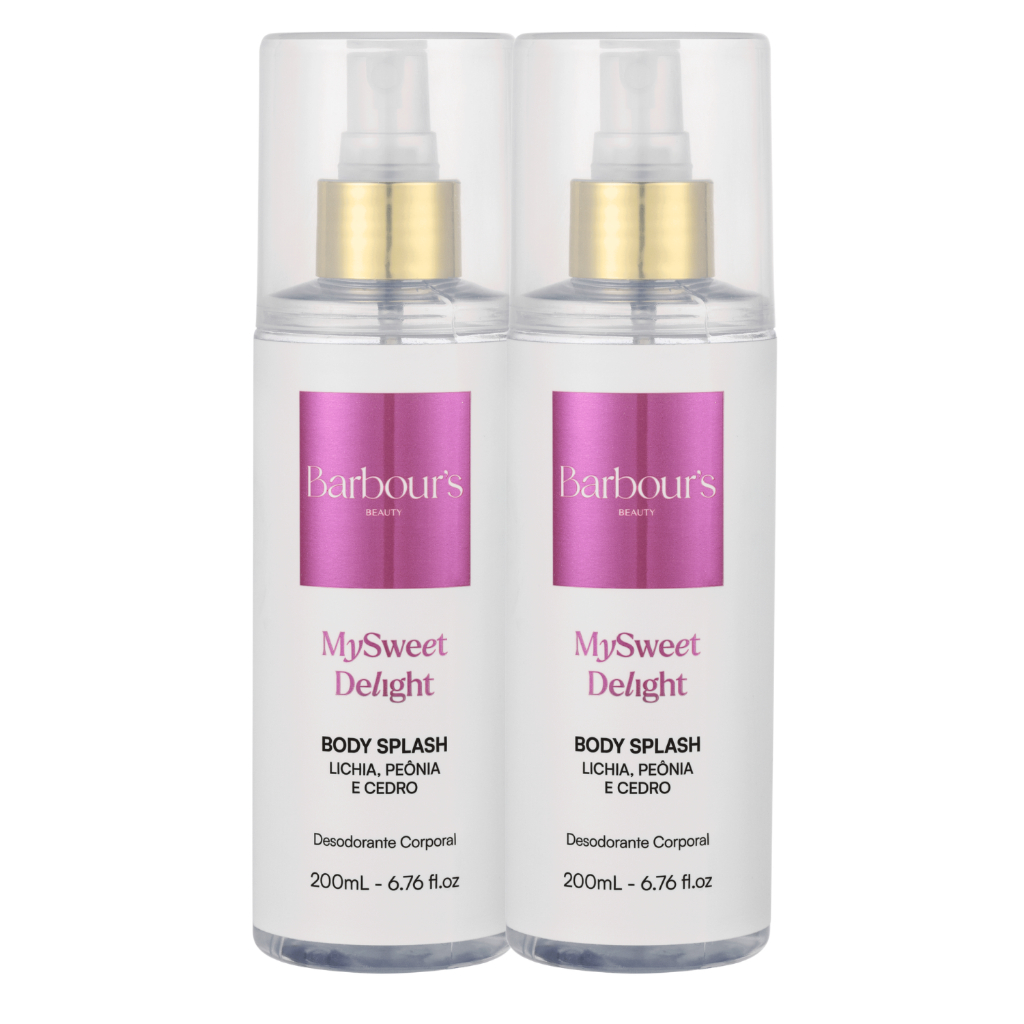 Barbour's
BEAUTY
MySweet
Delight
BODY SPLASH
LICHIA, PEÔNIA
E CEDRO
Desodorante Corporal
200mL - 6.76 fl.oz
Barbour's
BEAUTY
MySweet
Delight
BODY SPLASH
LICHIA, PEÔNIA
E CEDRO
Desodorante Corporal
200mL - 6.76 fl.oz